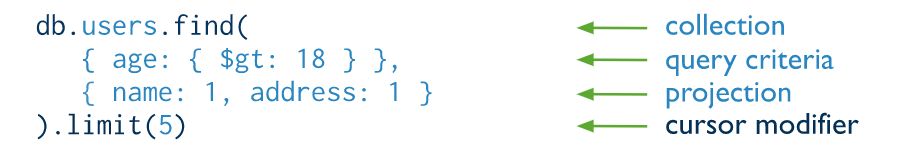 db.users.find( collection
{ age: { $gt: 18 } }, query criteria
{ name: 1, address: 1 } projection
).limit(5) cursor modifier